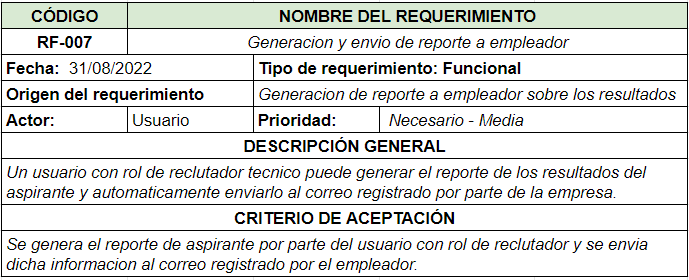 CÓDIGO NOMBRE DEL REQUERIMIENTO
RF-007 Generacion y envio de reporte a empleador
Fecha: 31/08/2022 Tipo de requerimiento: Funcional
Origen del requerimiento Generacion de reporte a empleador sobre los resultados
Actor: Usuario Prioridad: Necesario - Media
DESCRIPCIÓN GENERAL
Un usuario con rol de reclutador tecnico puede generar el reporte de los resultados del
aspirante y automaticamente enviarlo al correo registrado por parte de la empresa.
CRITERIO DE ACEPTACIÓN
Se genera el reporte de aspirante por parte del usuario con rol de reclutador y se envia
dicha informacion al correo registrado por el empleador.